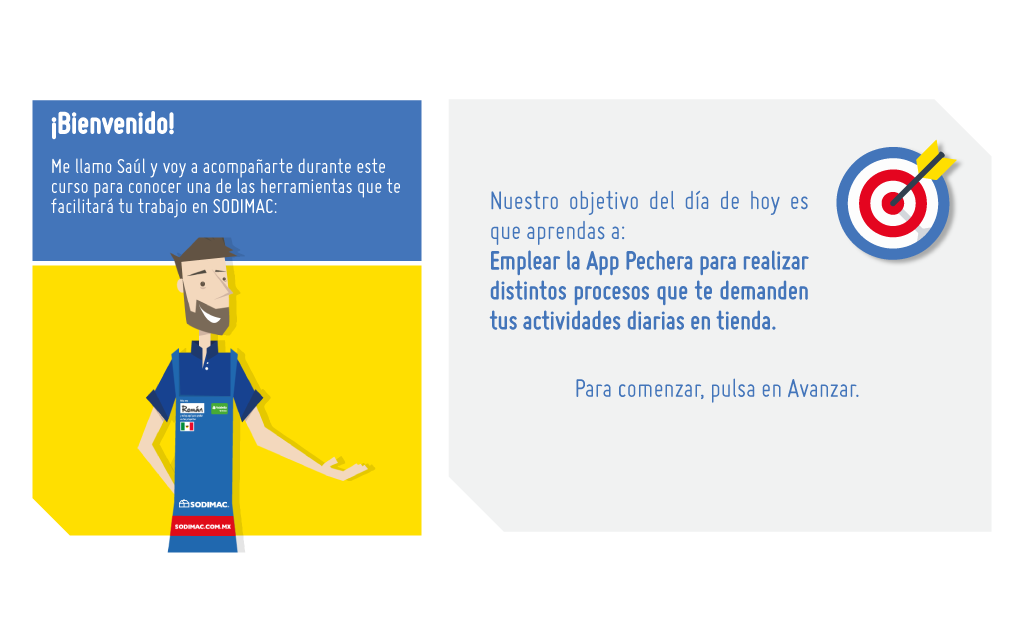 ¡Bienvenido!
Me llamo Saúl y voy a acompañarte durante este
curso para conocer una de las herramientas que te
facilitará tu trabajo en SODIMAC:
Román
SODIMAC.
SODIMAC.COM.MX
Nuestro objetivo del día de hoy es
que aprendas a:
Emplear la App Pechera para realizar
distintos procesos que te demanden
tus actividades diarias en tienda.
Para comenzar, pulsa en Avanzar.